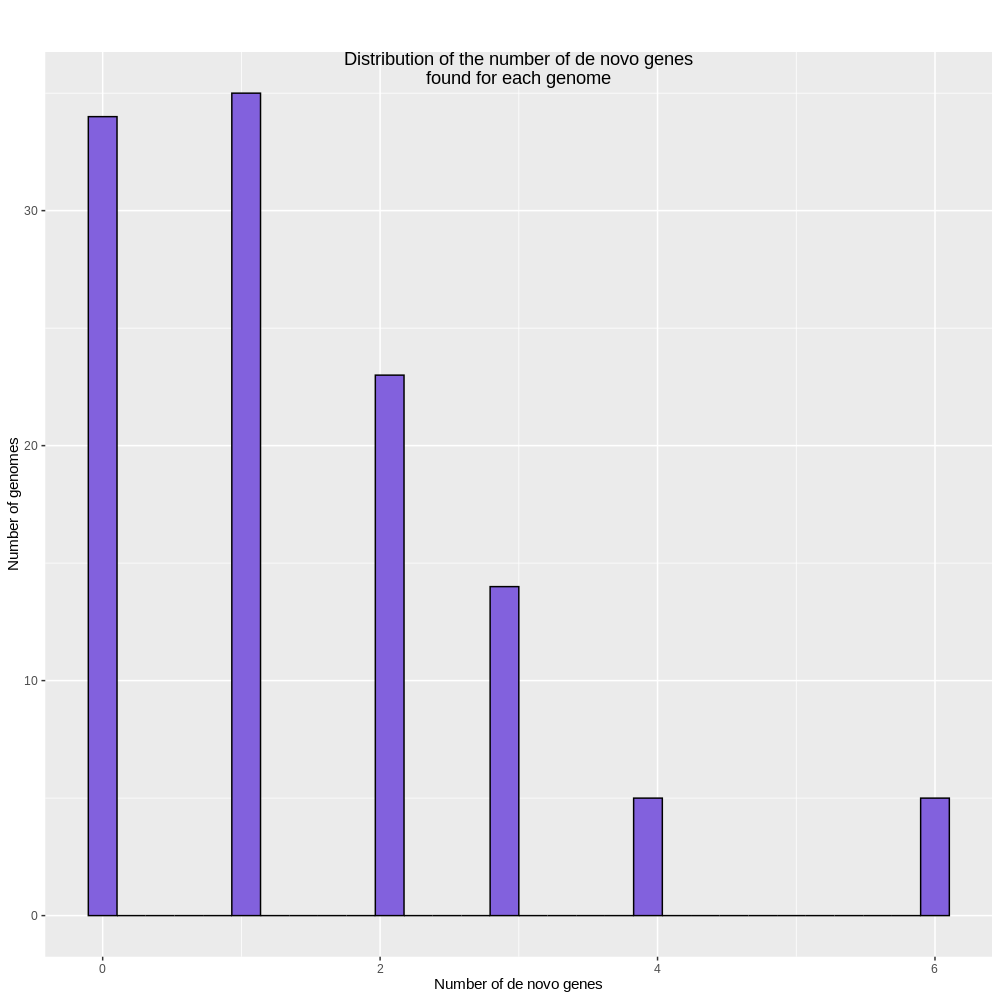 Distribution of the number of de novo genes
found for each genome
Number of genomes
30
20
10
0
0 2 4 6
Number of de novo genes